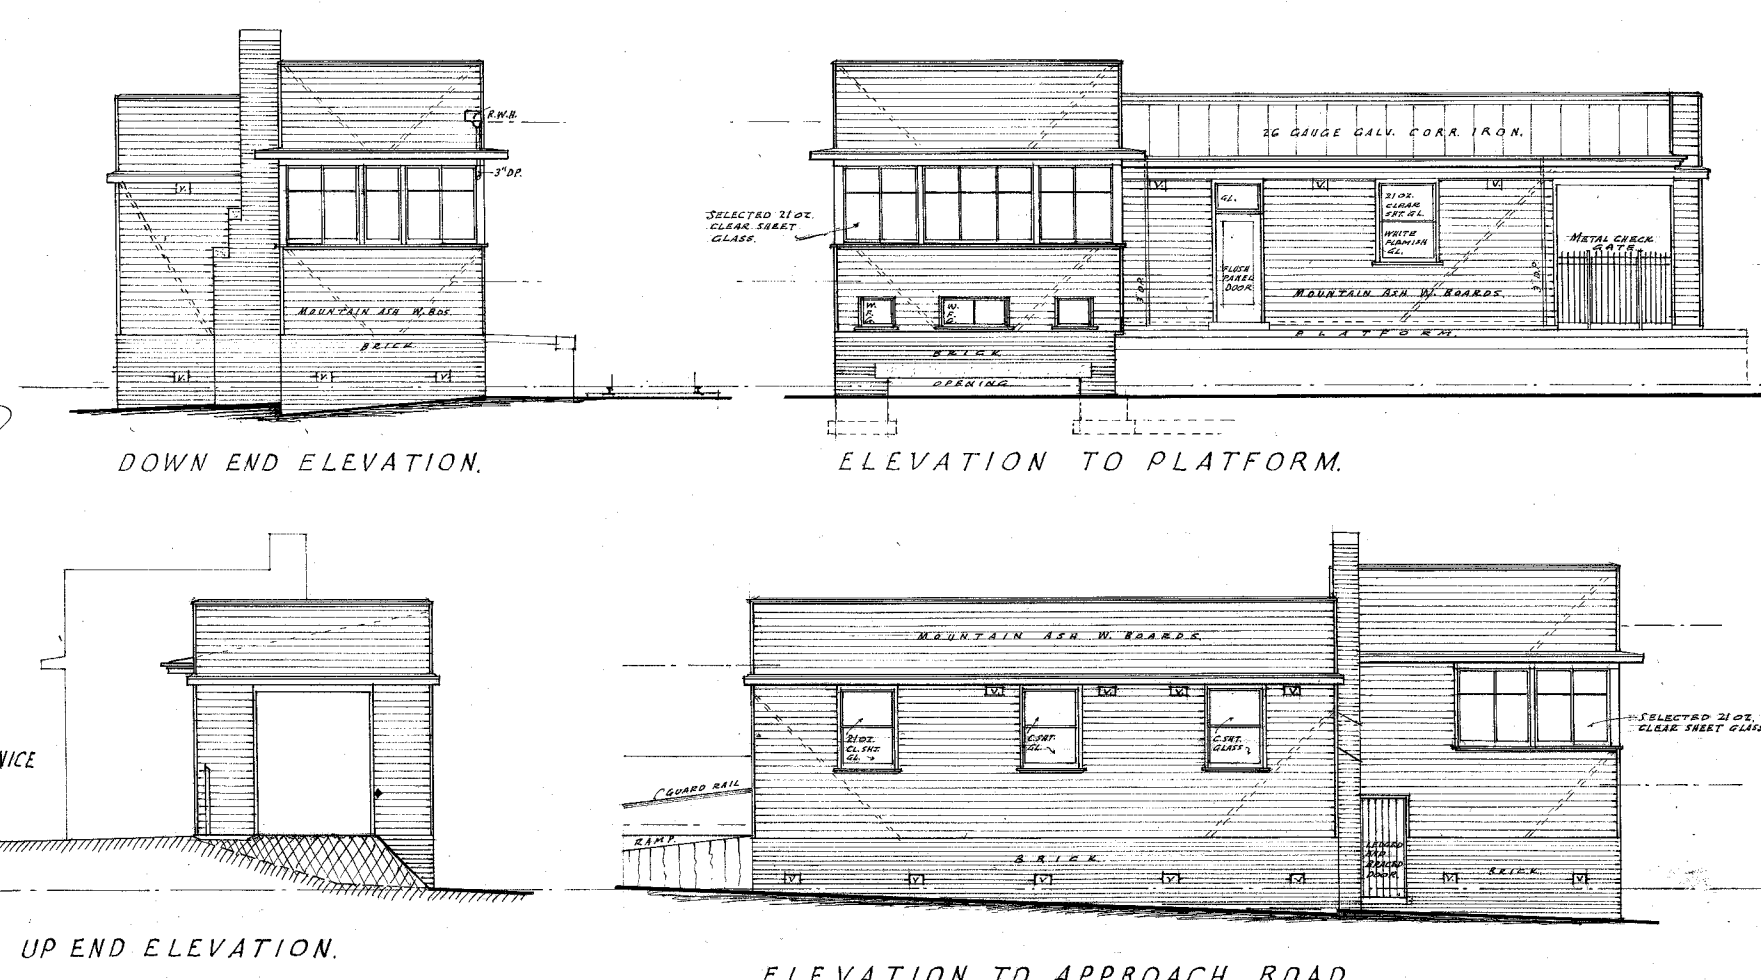 R.W.H.
3" DP.
V.
MOUNTAIN ASH W. BDS.
BRICK
V. V. V.
DOWN END ELEVATION.
26 GAUGE GALV. CORR. IRON.
V. V. V.
SELECTED 21 OZ.
CLEAR SHEET
GLASS.
GL.
21 OZ.
CLEAR
SHT. GL.
WHITE
FLEMISH
GL.
METAL CHECK
GATE
FLUSH
PANEL
DOOR
3" D.P.
3" D.P.
MOUNTAIN ASH W. BOARDS.
W.
F.
G.
W.
F.
G.
PLATFORM.
BRICK
OPENING
ELEVATION TO PLATFORM.
NICE
UP END ELEVATION.
MOUNTAIN ASH W. BOARDS.
V. V. V. V.
21 OZ.
CL. SHT.
GL.
C. SHT.
GL.
C. SHT.
GLASS
SELECTED 21 OZ.
CLEAR SHEET GLASS
GUARD RAIL
RAMP.
BRICK
LEDGED
AND
BRACED
DOOR.
BRICK
V V V V V V. V.
ELEVATION TO APPROACH ROAD